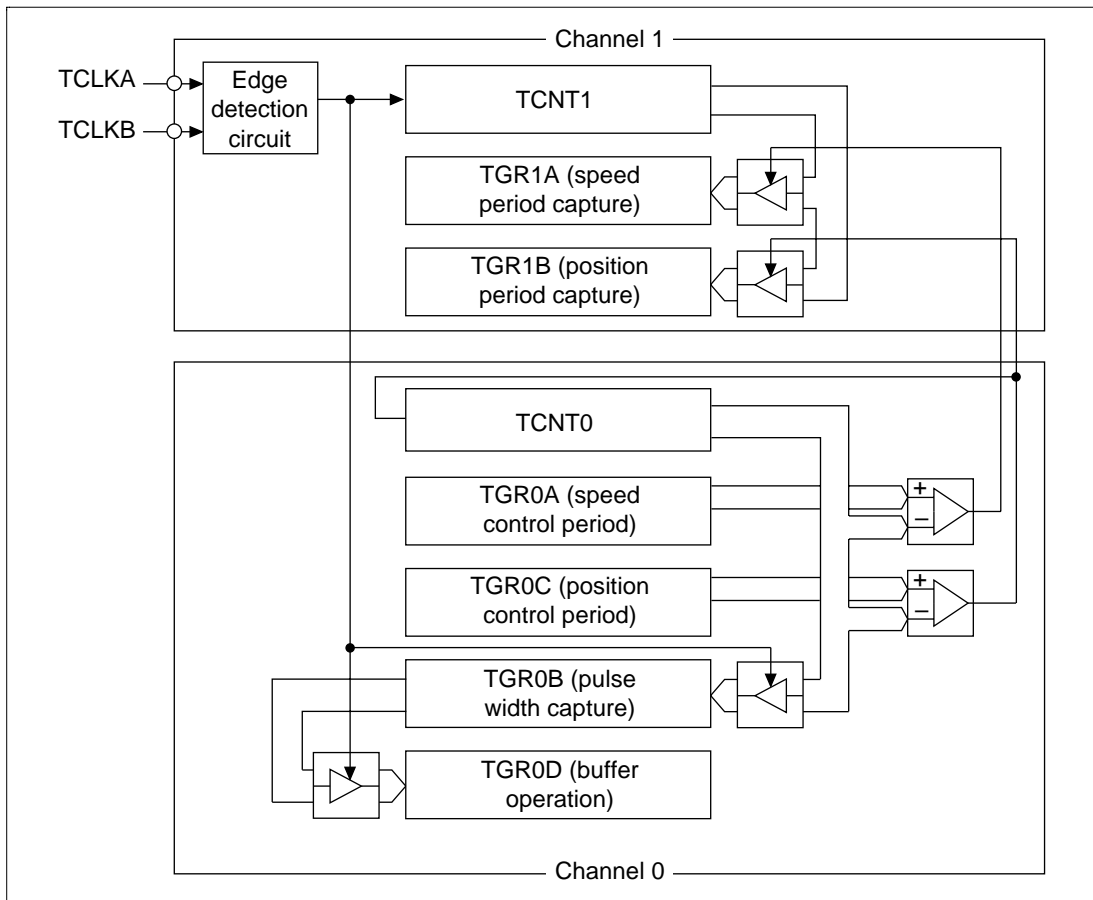 Channel 1
TCLKA
TCLKB
Edge
detection
circuit
TCNT1
TGR1A (speed
period capture)
TGR1B (position
period capture)
TCNT0
TGR0A (speed
control period)
+
−
TGR0C (position
control period)
+
−
TGR0B (pulse
width capture)
TGR0D (buffer
operation)
Channel 0